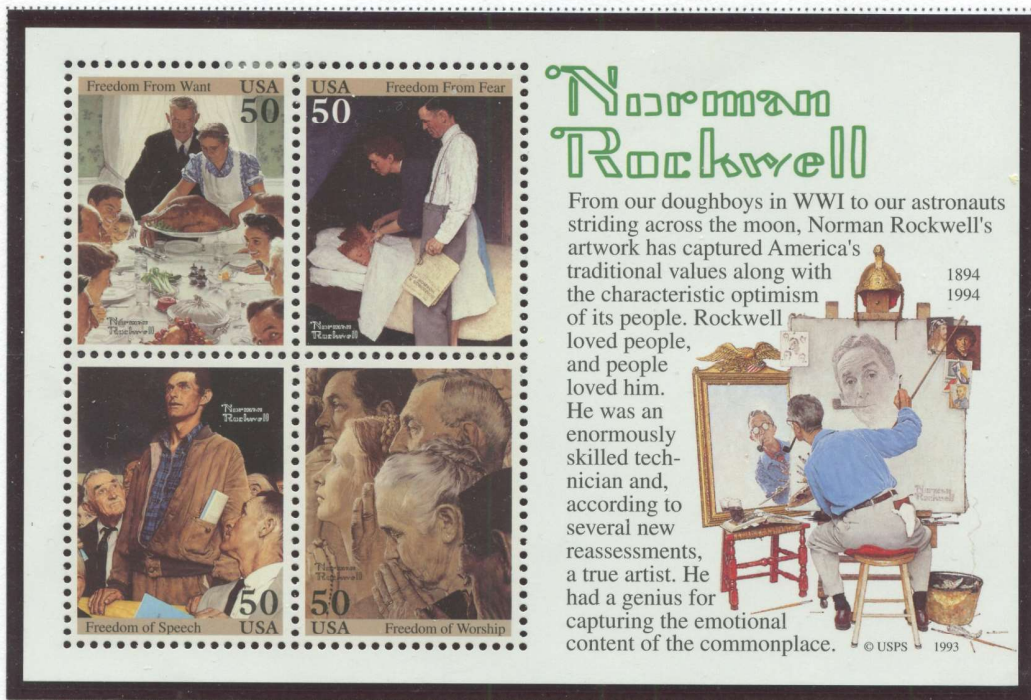 Freedom From Want USA
50
Norman
Rockwell
USA Freedom From Fear
50
Norman
Rockwell
Norman
Rockwell
50
Freedom of Speech USA
Norman
Rockwell
50
USA Freedom of Worship
Norman
Rockwell
From our doughboys in WWI to our astronauts
striding across the moon, Norman Rockwell's
artwork has captured America's
traditional values along with
the characteristic optimism
of its people. Rockwell
loved people,
and people
loved him.
He was an
enormously
skilled tech-
nician and,
according to
several new
reassessments,
a true artist. He
had a genius for
capturing the emotional
content of the commonplace.
1894
1994
Norman
Rockwell
© USPS 1993